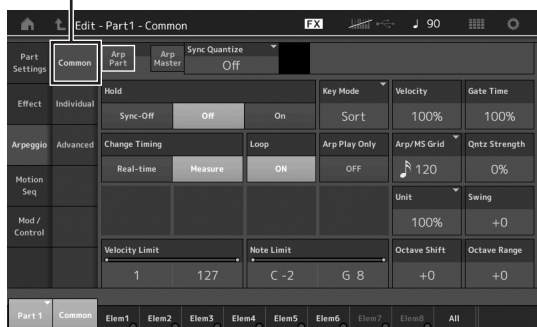 Edit - Part1 - Common
FX
♩ 90
Part Settings
Common
Arp Part
Arp Master
Sync Quantize
Off
Effect
Individual
Hold
Sync-Off
Off
On
Key Mode
Sort
Velocity
100%
Gate Time
100%
Arpeggio
Advanced
Change Timing
Real-time
Measure
Loop
ON
Arp Play Only
OFF
Arp/MS Grid
120
Qntz Strength
0%
Motion Seq
Unit
100%
Swing
+0
Mod / Control
Velocity Limit
1
127
Note Limit
C -2
G 8
Octave Shift
+0
Octave Range
+0
Part 1
Common
Elem1
Elem2
Elem3
Elem4
Elem5
Elem6
Elem7
Elem8
All